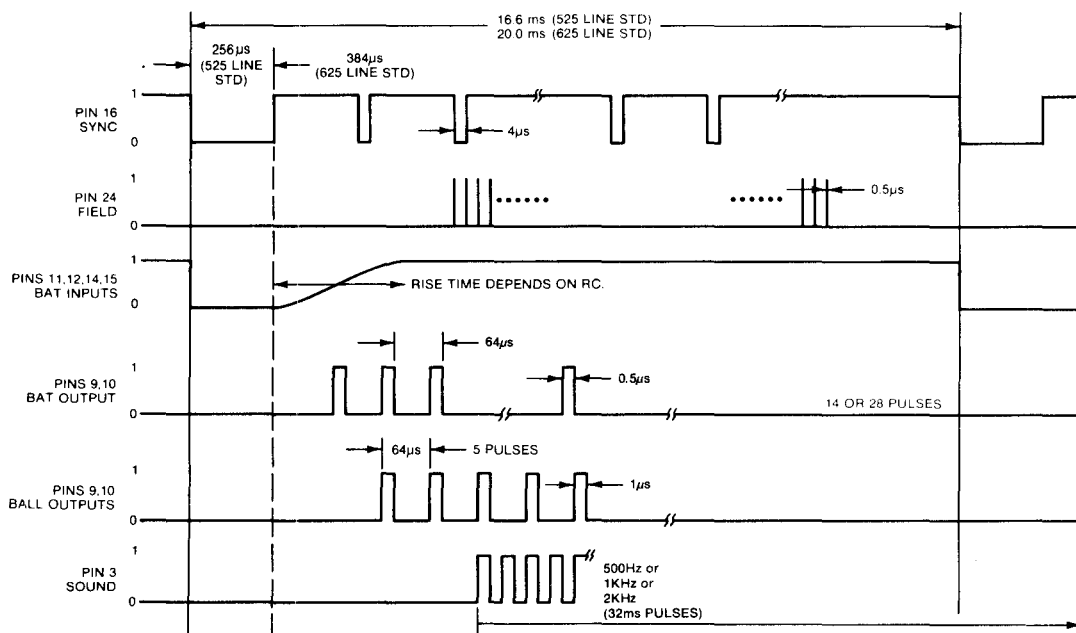 16.6 ms (525 LINE STD)
20.0 ms (625 LINE STD)
256µs
(525 LINE
STD)
384µs
(625 LINE STD)
PIN 16
SYNC
1
0
4µs
PIN 24
FIELD
1
0
0.5µs
PINS 11,12,14,15
BAT INPUTS
1
0
RISE TIME DEPENDS ON RC.
PINS 9,10
BAT OUTPUT
1
0
64µs
0.5µs
14 OR 28 PULSES
PINS 9,10
BALL OUTPUTS
1
0
64µs
5 PULSES
1µs
PIN 3
SOUND
1
0
500Hz or
1KHz or
2KHz
(32ms PULSES)